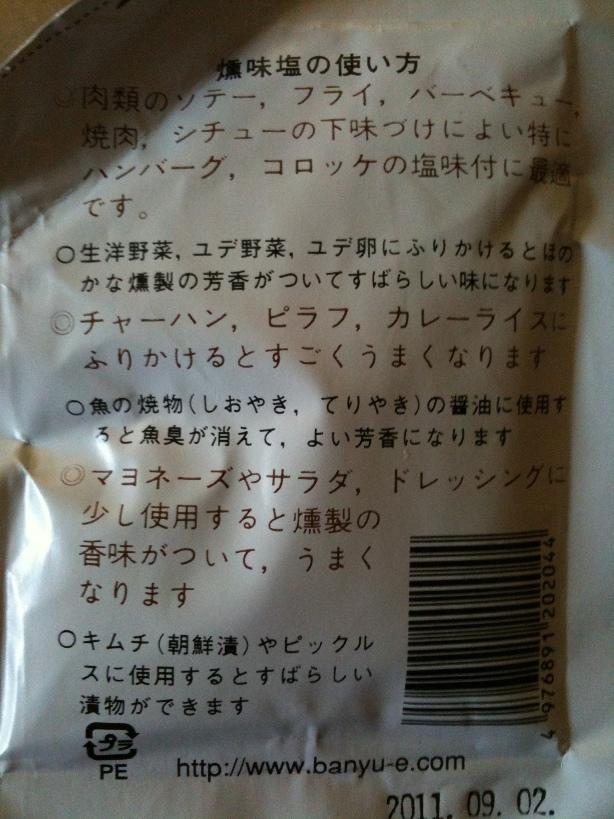 燻味塩の使い方
◎肉類のソテー，フライ，バーベキュー，
焼肉，シチューの下味づけによい特に
ハンバーグ，コロッケの塩味付に最適
です。
○生洋野菜，ユデ野菜，ユデ卵にふりかけるとほの
かな燻製の芳香がついてすばらしい味になります
◎チャーハン，ピラフ，カレーライスに
ふりかけるとすごくうまくなります
○魚の焼物(しおやき，てりやき)の醤油に使用す
ると魚臭が消えて，よい芳香になります
◎マヨネーズやサラダ，ドレッシングに
少し使用すると燻製の
香味がついて，うまく
なります
○キムチ(朝鮮漬)やピックル
スに使用するとすばらしい
漬物ができます
4 976891 202044
プラ
PE
http://www.banyu-e.com
2011. 09. 02.